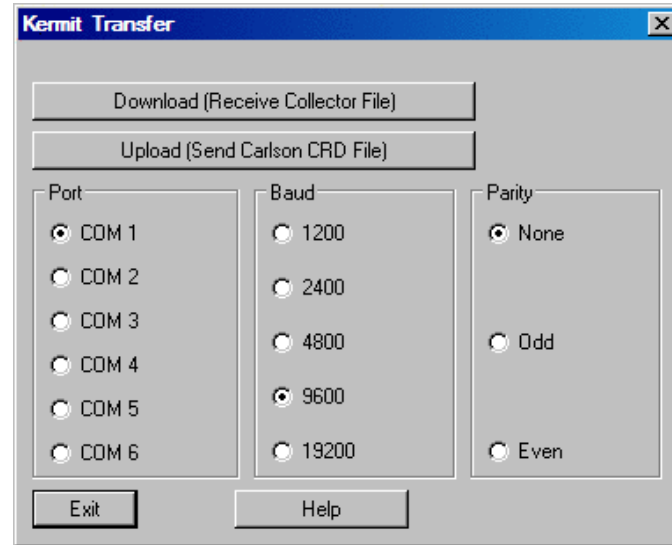 Kermit Transfer
Download (Receive Collector File)
Upload (Send Carlson CRD File)
Port
COM 1
COM 2
COM 3
COM 4
COM 5
COM 6
Baud
1200
2400
4800
9600
19200
Parity
None
Odd
Even
Exit
Help